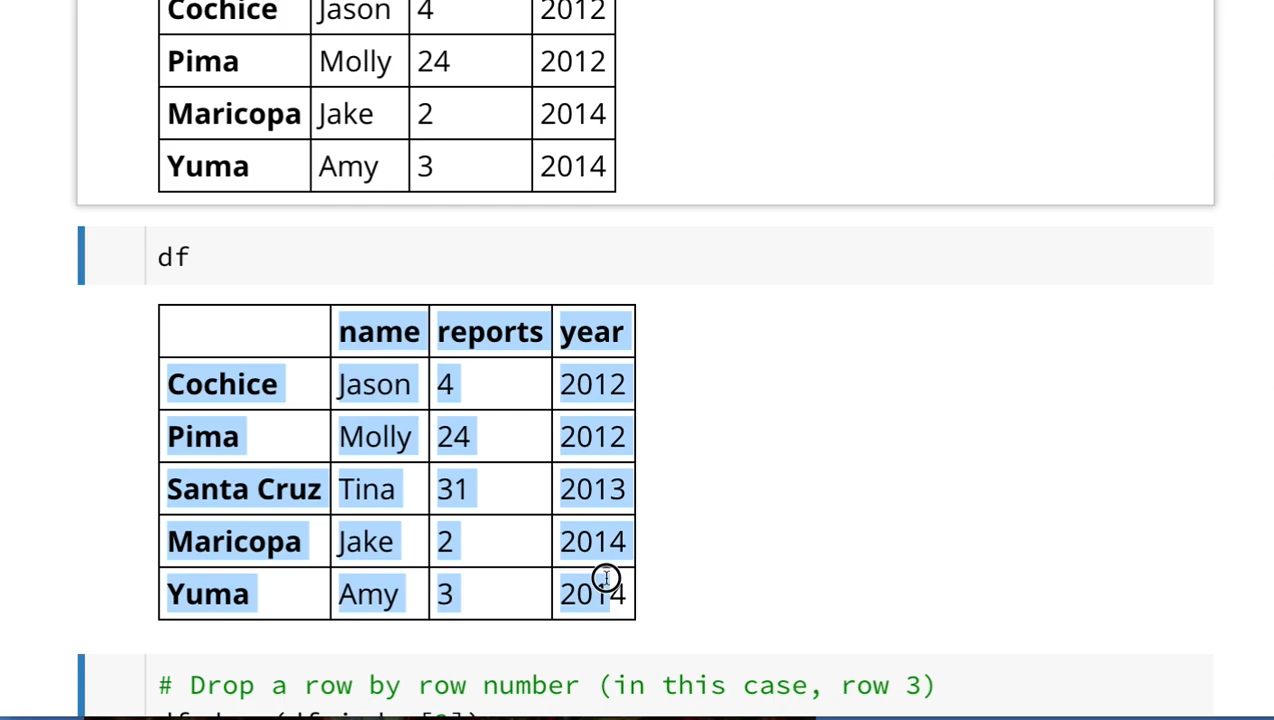 Cochice Jason 4 2012
Pima Molly 24 2012
Maricopa Jake 2 2014
Yuma Amy 3 2014
df
name reports year
Cochice Jason 4 2012
Pima Molly 24 2012
Santa Cruz Tina 31 2013
Maricopa Jake 2 2014
Yuma Amy 3 2014
# Drop a row by row number (in this case, row 3)